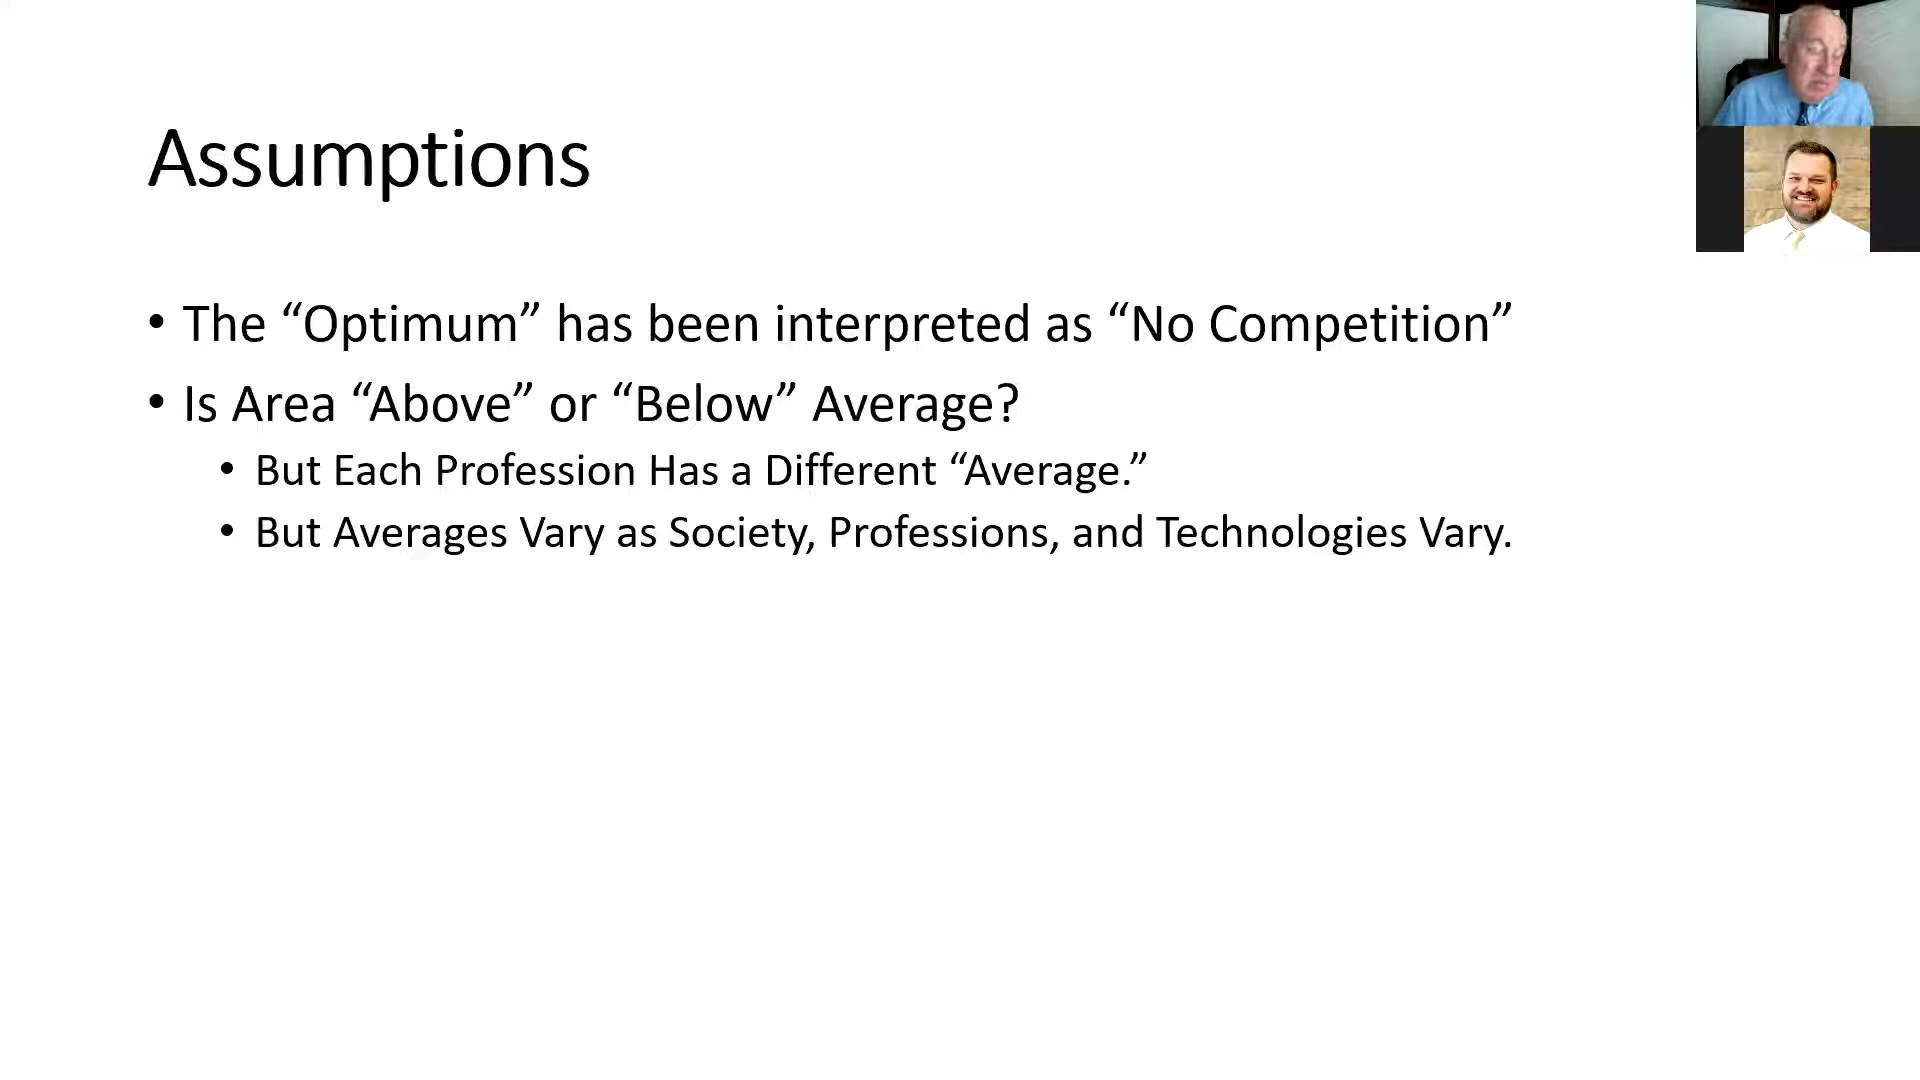 Assumptions
• The “Optimum” has been interpreted as “No Competition”
• Is Area “Above” or “Below” Average?
• But Each Profession Has a Different “Average.”
• But Averages Vary as Society, Professions, and Technologies Vary.